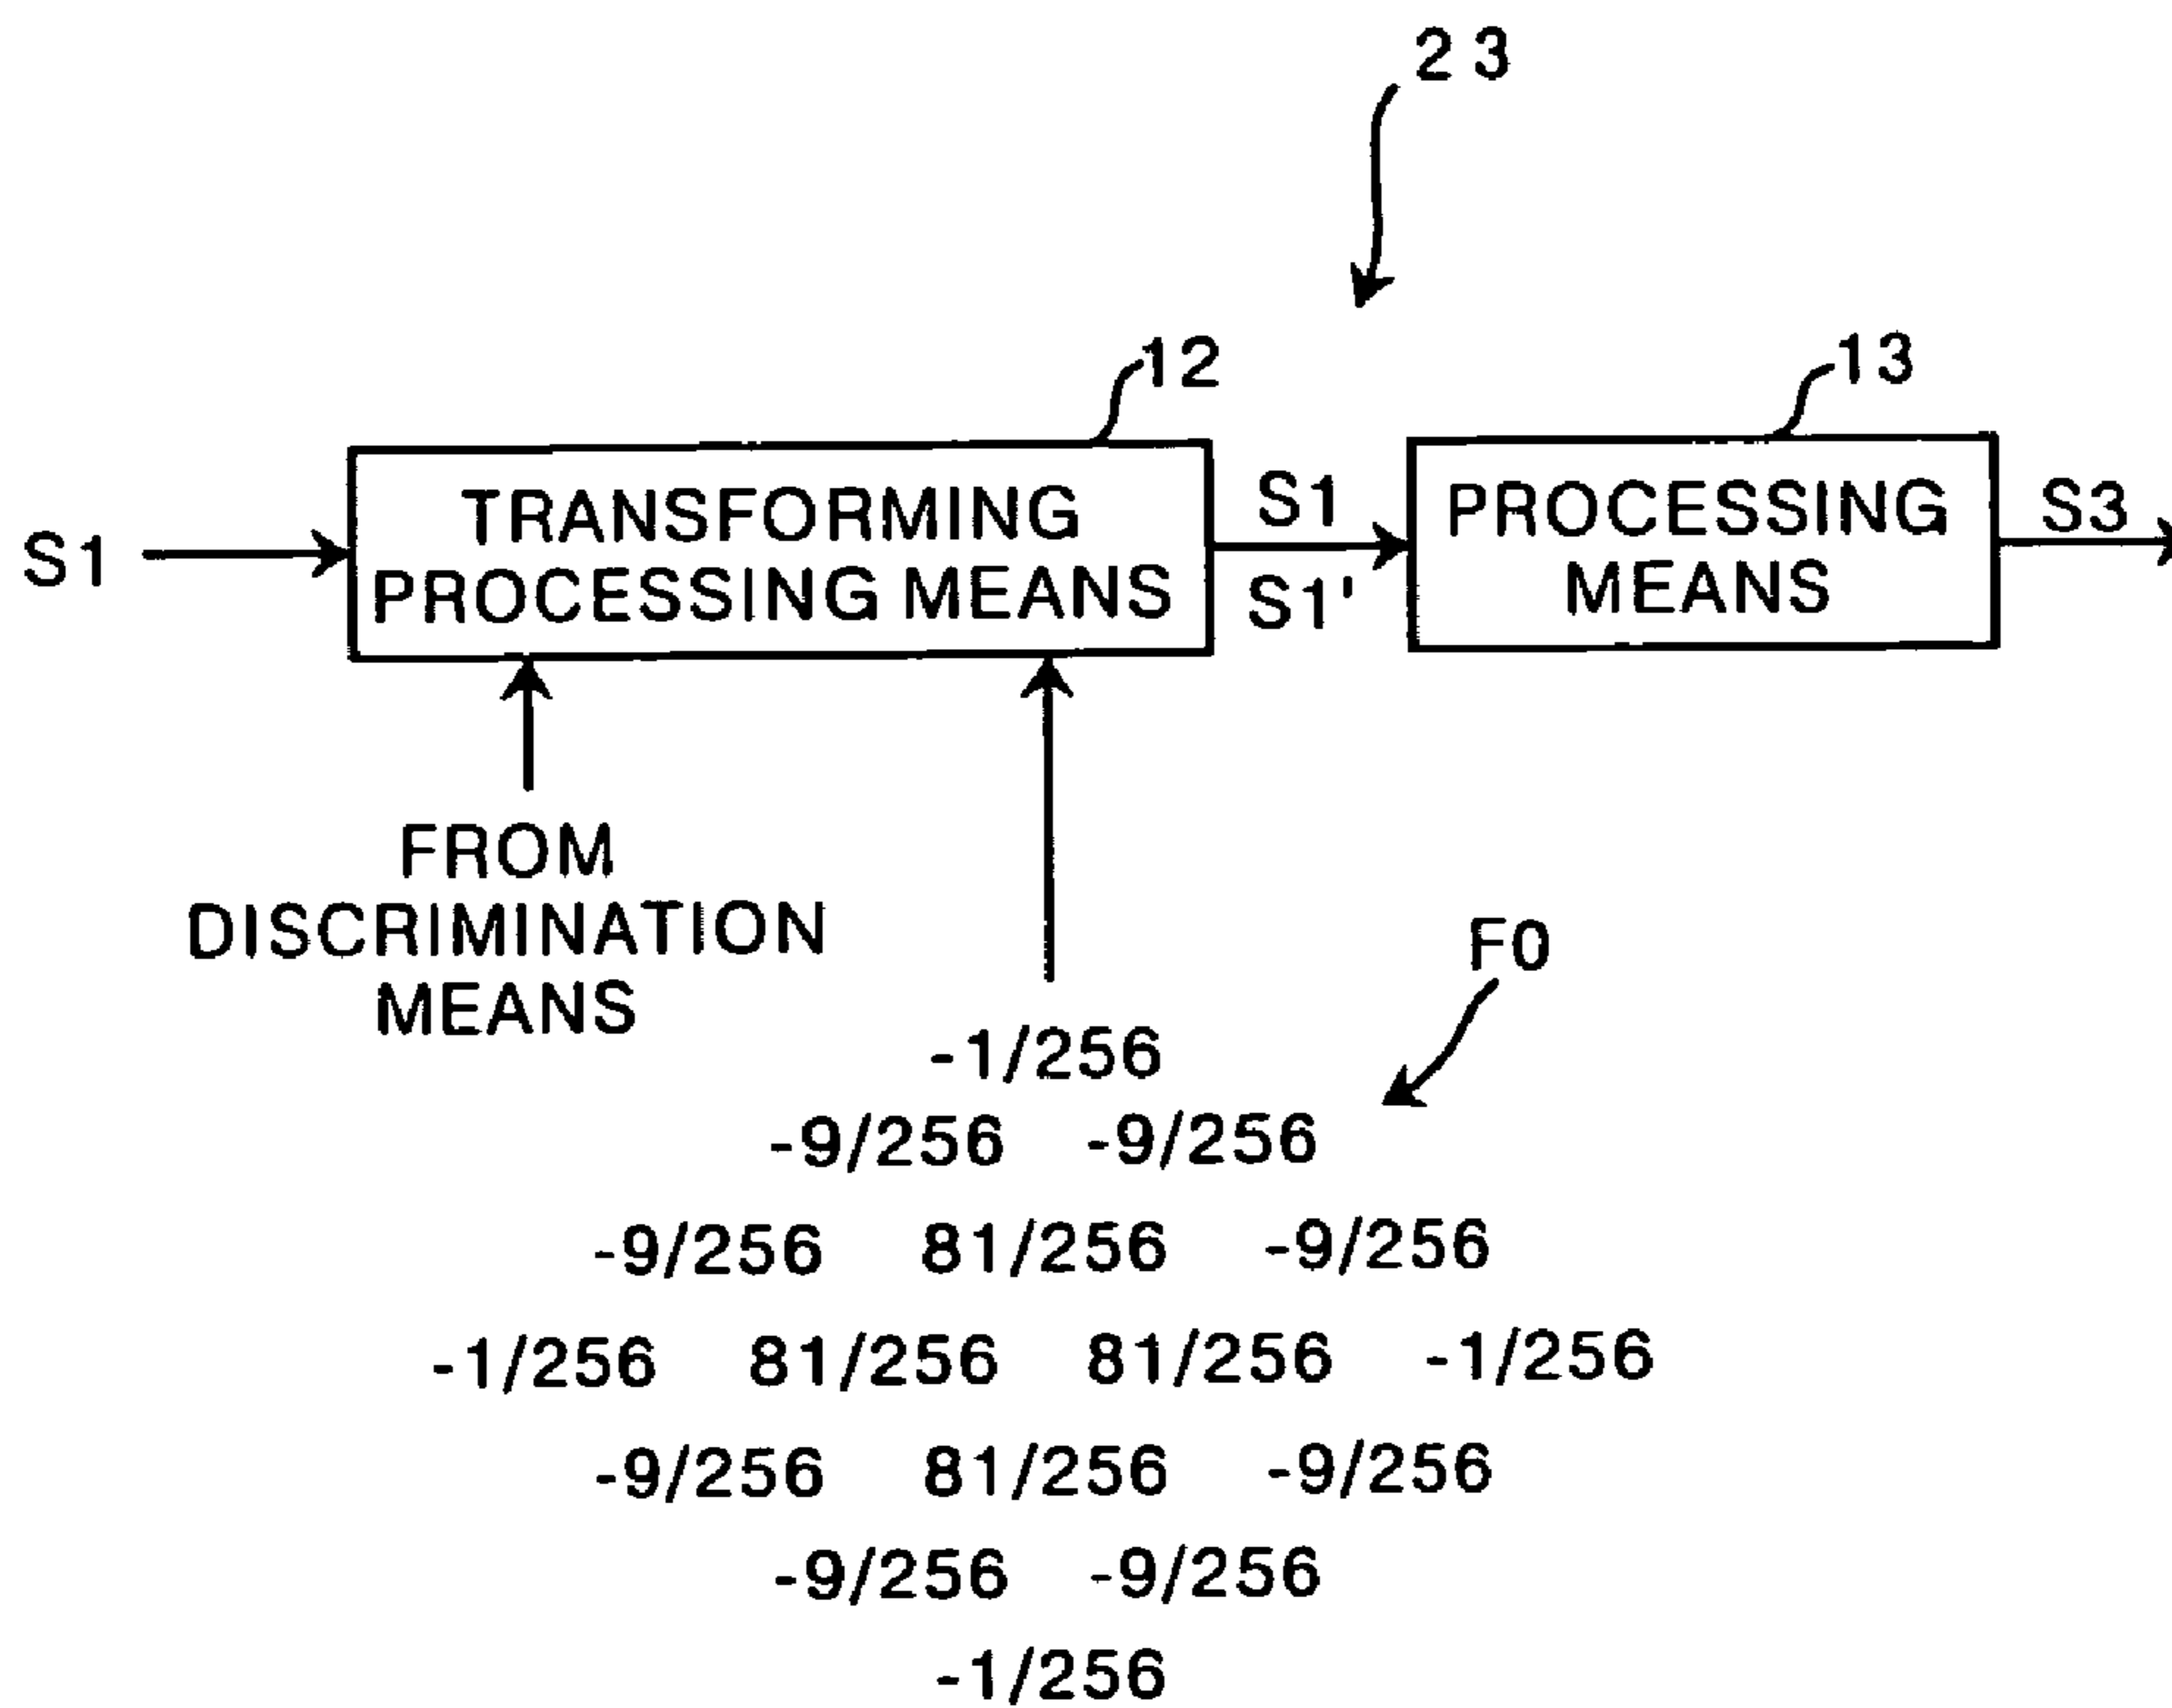 23
12
13
S1
TRANSFORMING
PROCESSING MEANS
S1
S1'
PROCESSING
MEANS
S3
FROM
DISCRIMINATION
MEANS
F0
-1/256
-9/256 -9/256
-9/256 81/256 -9/256
-1/256 81/256 81/256 -1/256
-9/256 81/256 -9/256
-9/256 -9/256
-1/256